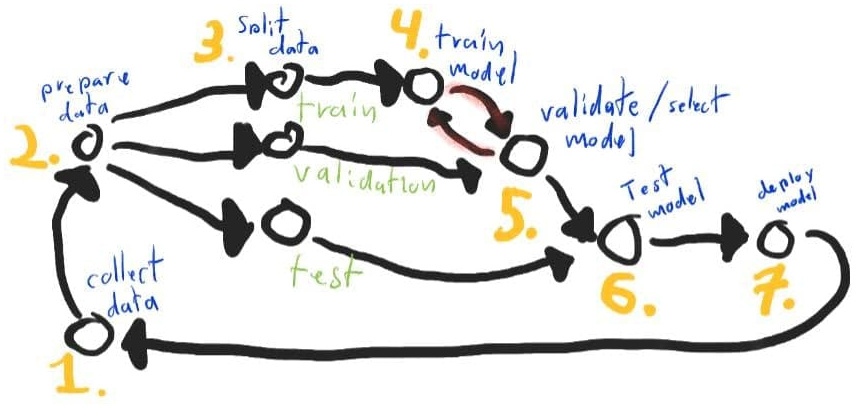 3. split
data
4. train
model
prepare
data
train
validate/select
model
2.
validation
5.
Test
model
deploy
model
test
collect
data
6.
7.
1.